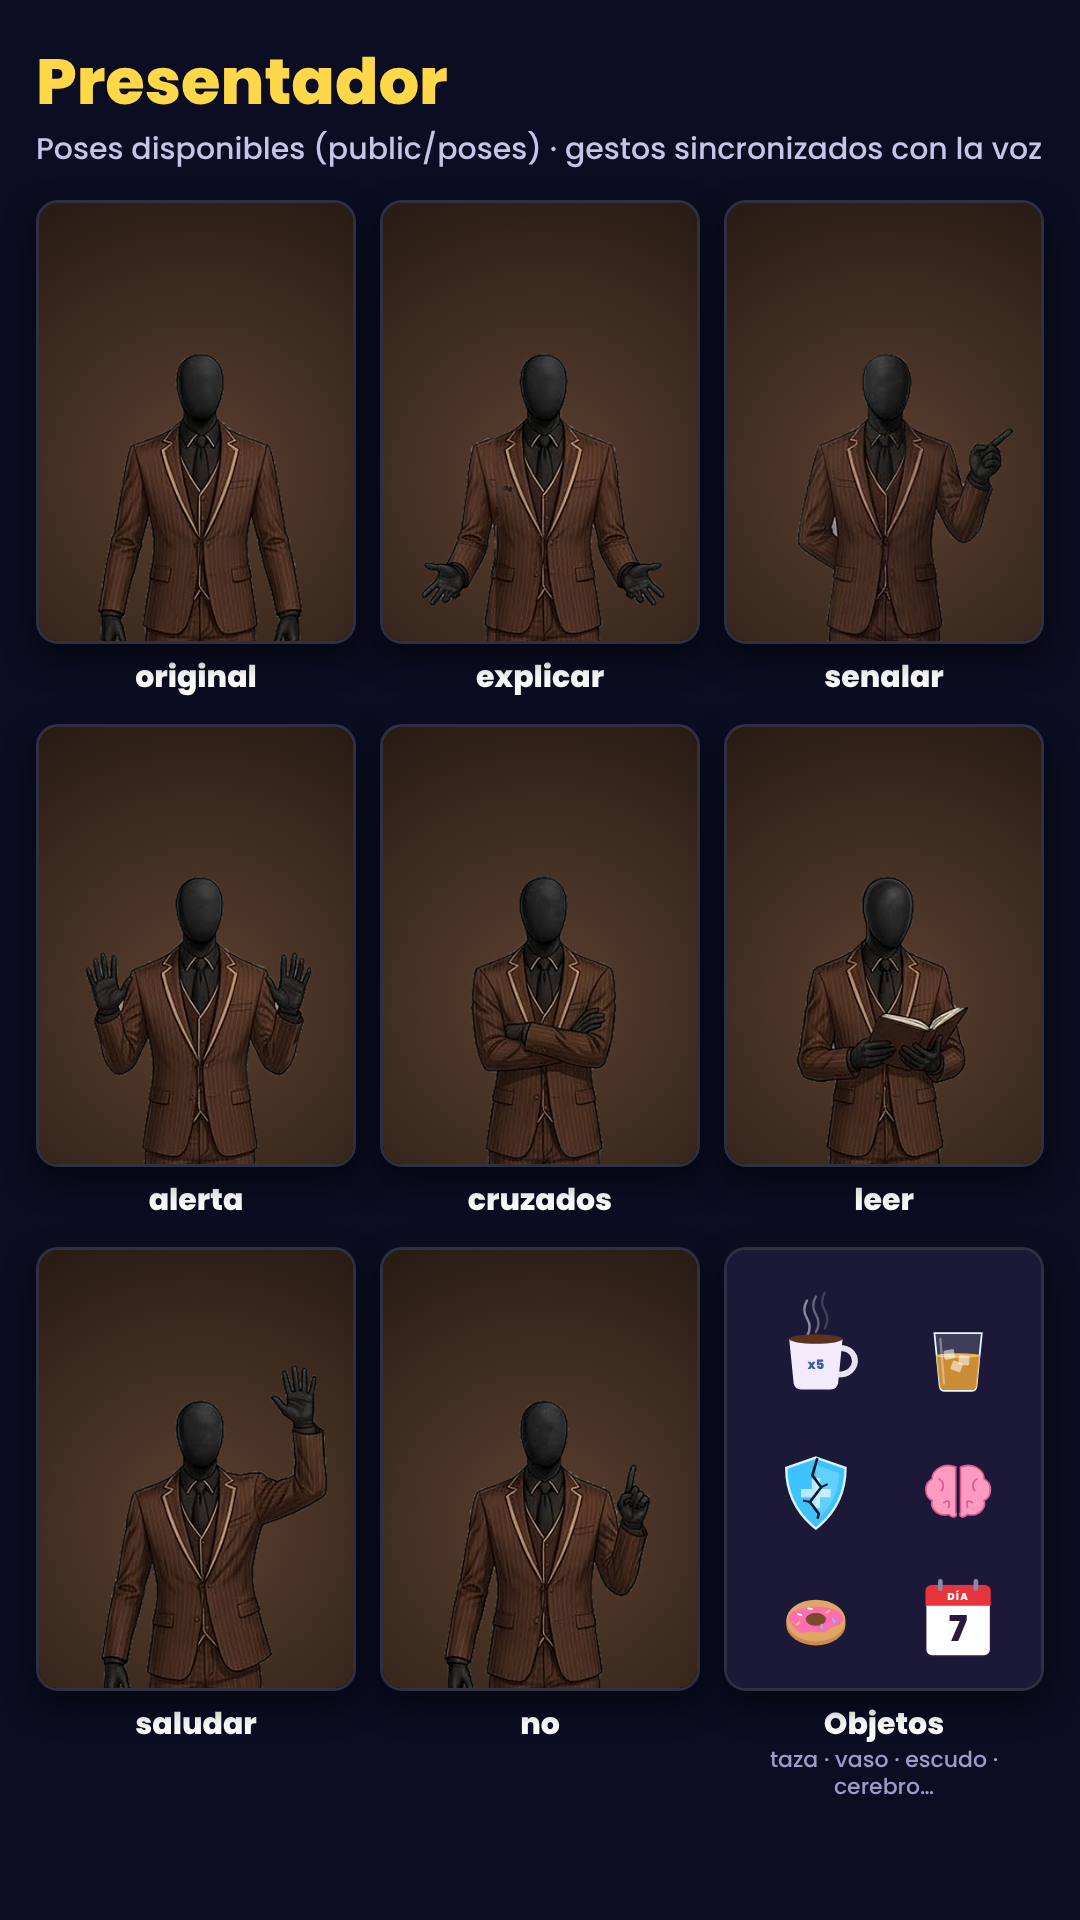 Presentador
Poses disponibles (public/poses) · gestos sincronizados con la voz
original
explicar
senalar
alerta
cruzados
leer
x5
DÍA
7
saludar
no
Objetos
taza · vaso · escudo ·
cerebro...